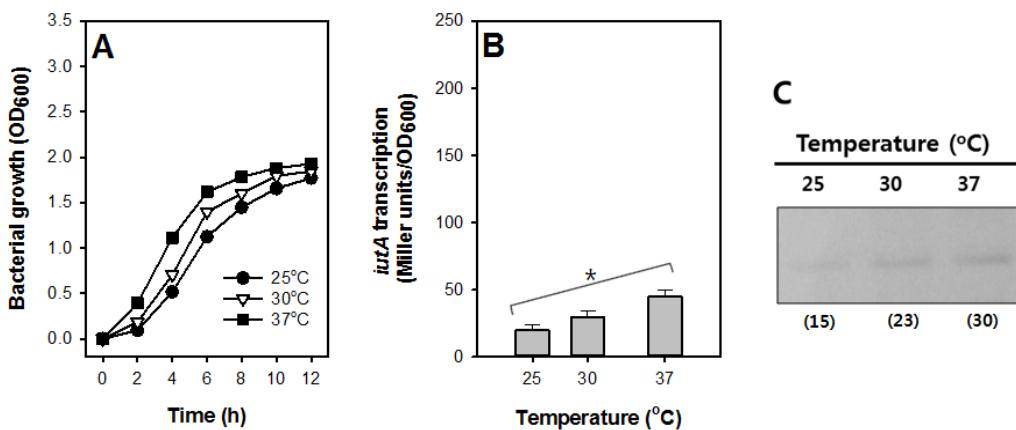 A
Bacterial growth (OD600)
3.5
3.0
2.5
2.0
1.5
1.0
0.5
0.0
25°C
30°C
37°C
0 2 4 6 8 10 12
Time (h)
B
iutA transcription
(Miller units/OD600)
250
200
150
100
50
0
*
25 30 37
Temperature (°C)
C
Temperature (°C)
25 30 37
(15) (23) (30)